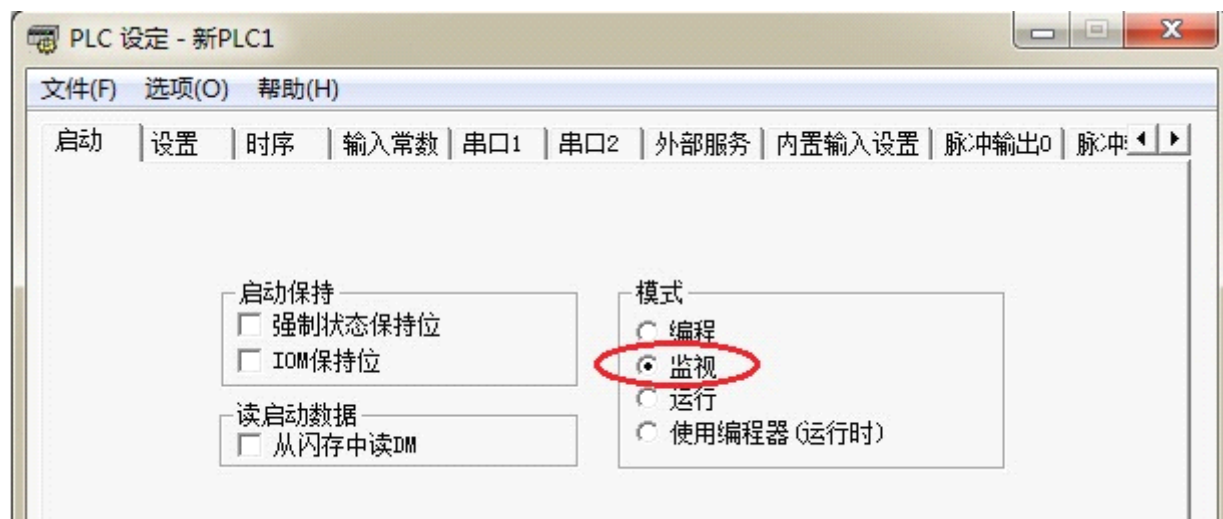 PLC 设定 - 新PLC1
文件(F) 选项(O) 帮助(H)
启动 设置 时序 输入常数 串口1 串口2 外部服务 内置输入设置 脉冲输出0 脉冲
启动保持
强制状态保持位
IOM保持位
读启动数据
从闪存中读DM
模式
编程
监视
运行
使用编程器(运行时)